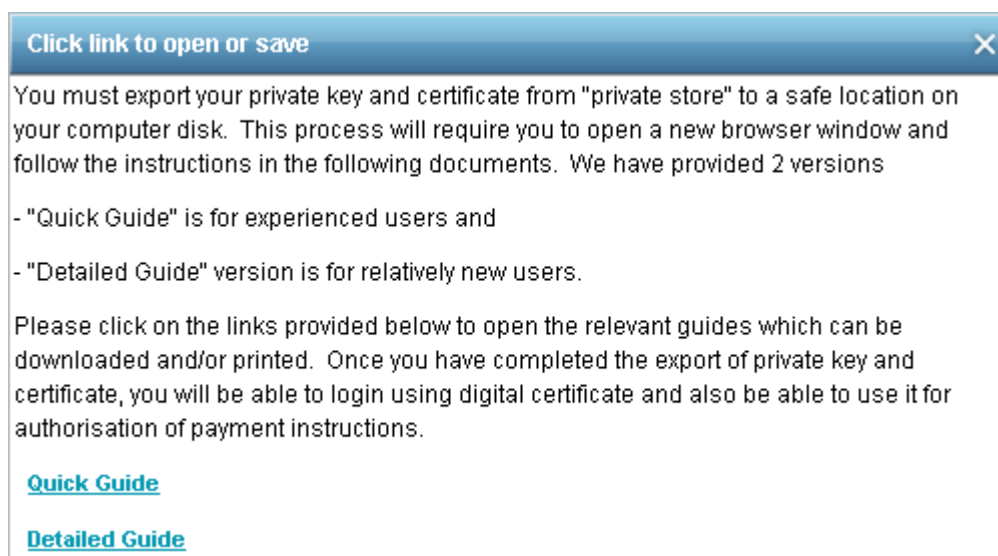 Click link to open or save
You must export your private key and certificate from "private store" to a safe location on
your computer disk.  This process will require you to open a new browser window and
follow the instructions in the following documents.  We have provided 2 versions
- "Quick Guide" is for experienced users and
- "Detailed Guide" version is for relatively new users.
Please click on the links provided below to open the relevant guides which can be
downloaded and/or printed.  Once you have completed the export of private key and
certificate, you will be able to login using digital certificate and also be able to use it for
authorisation of payment instructions.
Quick Guide
Detailed Guide